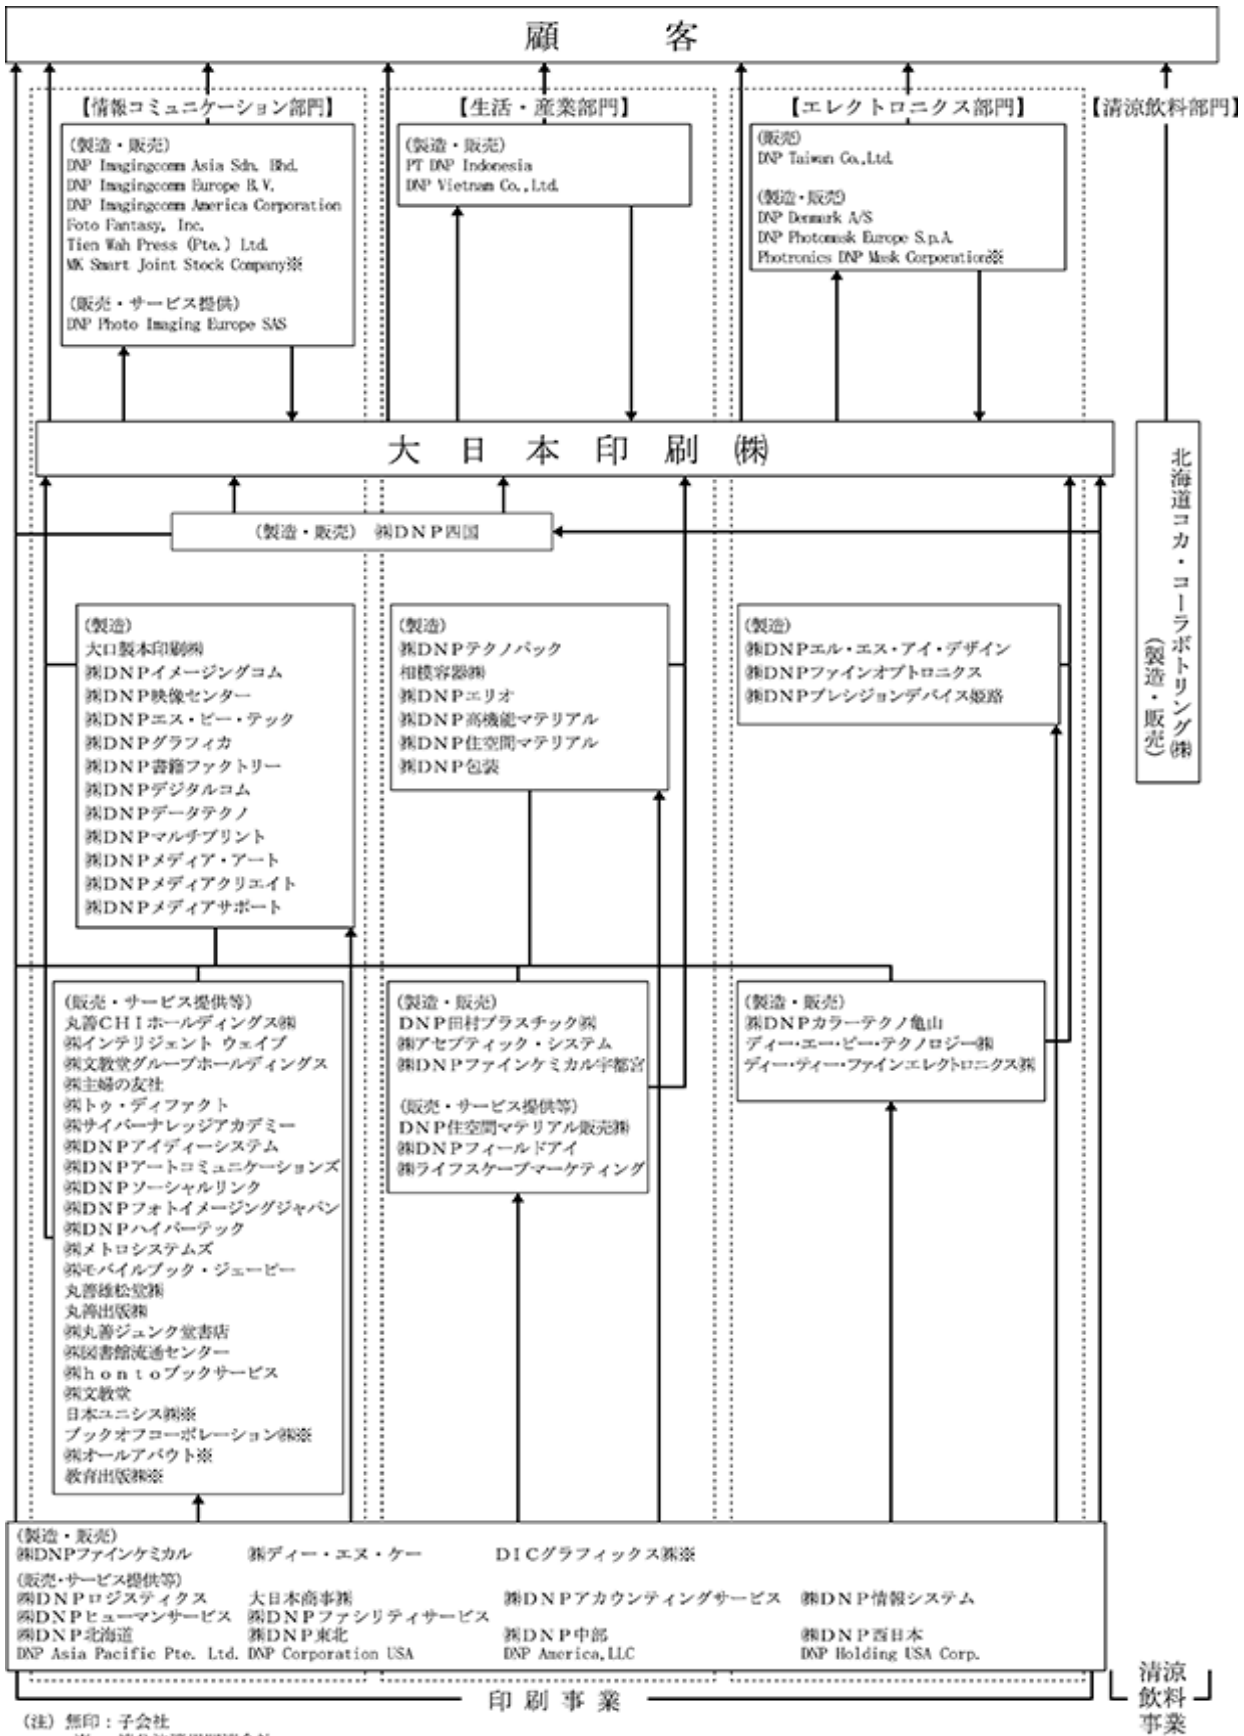 顧 客
【情報コミュニケーション部門】
(製造・販売)
DNP Imagingcomm Asia Sdn. Bhd.
DNP Imagingcomm Europe B.V.
DNP Imagingcomm America Corporation
Foto Fantasy, Inc.
Tien Wah Press (Pte.) Ltd.
MK Smart Joint Stock Company※
(販売・サービス提供)
DNP Photo Imaging Europe SAS
【生活・産業部門】
(製造・販売)
PT DNP Indonesia
DNP Vietnam Co.,Ltd.
【エレクトロニクス部門】
(販売)
DNP Taiwan Co.,Ltd.
(製造・販売)
DNP Denmark A/S
DNP Photomask Europe S.p.A.
Photronics DNP Mask Corporation※
【清涼飲料部門】
大 日 本 印 刷 ㈱
北海道コカ・コーラボトリング㈱
(製造・販売)
(製造・販売) ㈱DNP四国
(製造)
大口製本印刷㈱
㈱DNPイメージングコム
㈱DNP映像センター
㈱DNPエス・ピー・テック
㈱DNPグラフィカ
㈱DNP書籍ファクトリー
㈱DNPデジタルコム
㈱DNPデータテクノ
㈱DNPマルチプリント
㈱DNPメディア・アート
㈱DNPメディアクリエイト
㈱DNPメディアサポート
(製造)
㈱DNPテクノパック
相模容器㈱
㈱DNPエリオ
㈱DNP高機能マテリアル
㈱DNP住空間マテリアル
㈱DNP包装
(製造)
㈱DNPエル・エス・アイ・デザイン
㈱DNPファインオプトロニクス
㈱DNPプレシジョンデバイス姫路
(販売・サービス提供等)
丸善CHIホールディングス㈱
㈱インテリジェント ウェイブ
㈱文教堂グループホールディングス
㈱主婦の友社
㈱トゥ・ディファクト
㈱サイバーナレッジアカデミー
㈱DNPアイディーシステム
㈱DNPアートコミュニケーションズ
㈱DNPソーシャルリンク
㈱DNPフォトイメージングジャパン
㈱DNPハイパーテック
㈱メトロシステムズ
㈱モバイルブック・ジェーピー
丸善雄松堂㈱
丸善出版㈱
㈱丸善ジュンク堂書店
㈱図書館流通センター
㈱hontoブックサービス
㈱文教堂
日本ユニシス㈱※
ブックオフコーポレーション㈱※
㈱オールアバウト※
教育出版㈱※
(製造・販売)
DNP田村プラスチック㈱
㈱アセプティック・システム
㈱DNPファインケミカル宇都宮
(販売・サービス提供等)
DNP住空間マテリアル販売㈱
㈱DNPフィールドアイ
㈱ライフスケープマーケティング
(製造・販売)
㈱DNPカラーテクノ亀山
ディー・エー・ピー・テクノロジー㈱
ディー・ティー・ファインエレクトロニクス㈱
(製造・販売)
㈱DNPファインケミカル ㈱ディー・エヌ・ケー DICグラフィックス㈱※
(販売・サービス提供等)
㈱DNPロジスティクス 大日本商事㈱ ㈱DNPアカウンティングサービス ㈱DNP情報システム
㈱DNPヒューマンサービス ㈱DNPファシリティサービス
㈱DNP北海道 ㈱DNP東北 ㈱DNP中部 ㈱DNP西日本
DNP Asia Pacific Pte. Ltd. DNP Corporation USA DNP America,LLC DNP Holding USA Corp.
印 刷 事 業
清涼
飲料
事業
(注) 無印：子会社